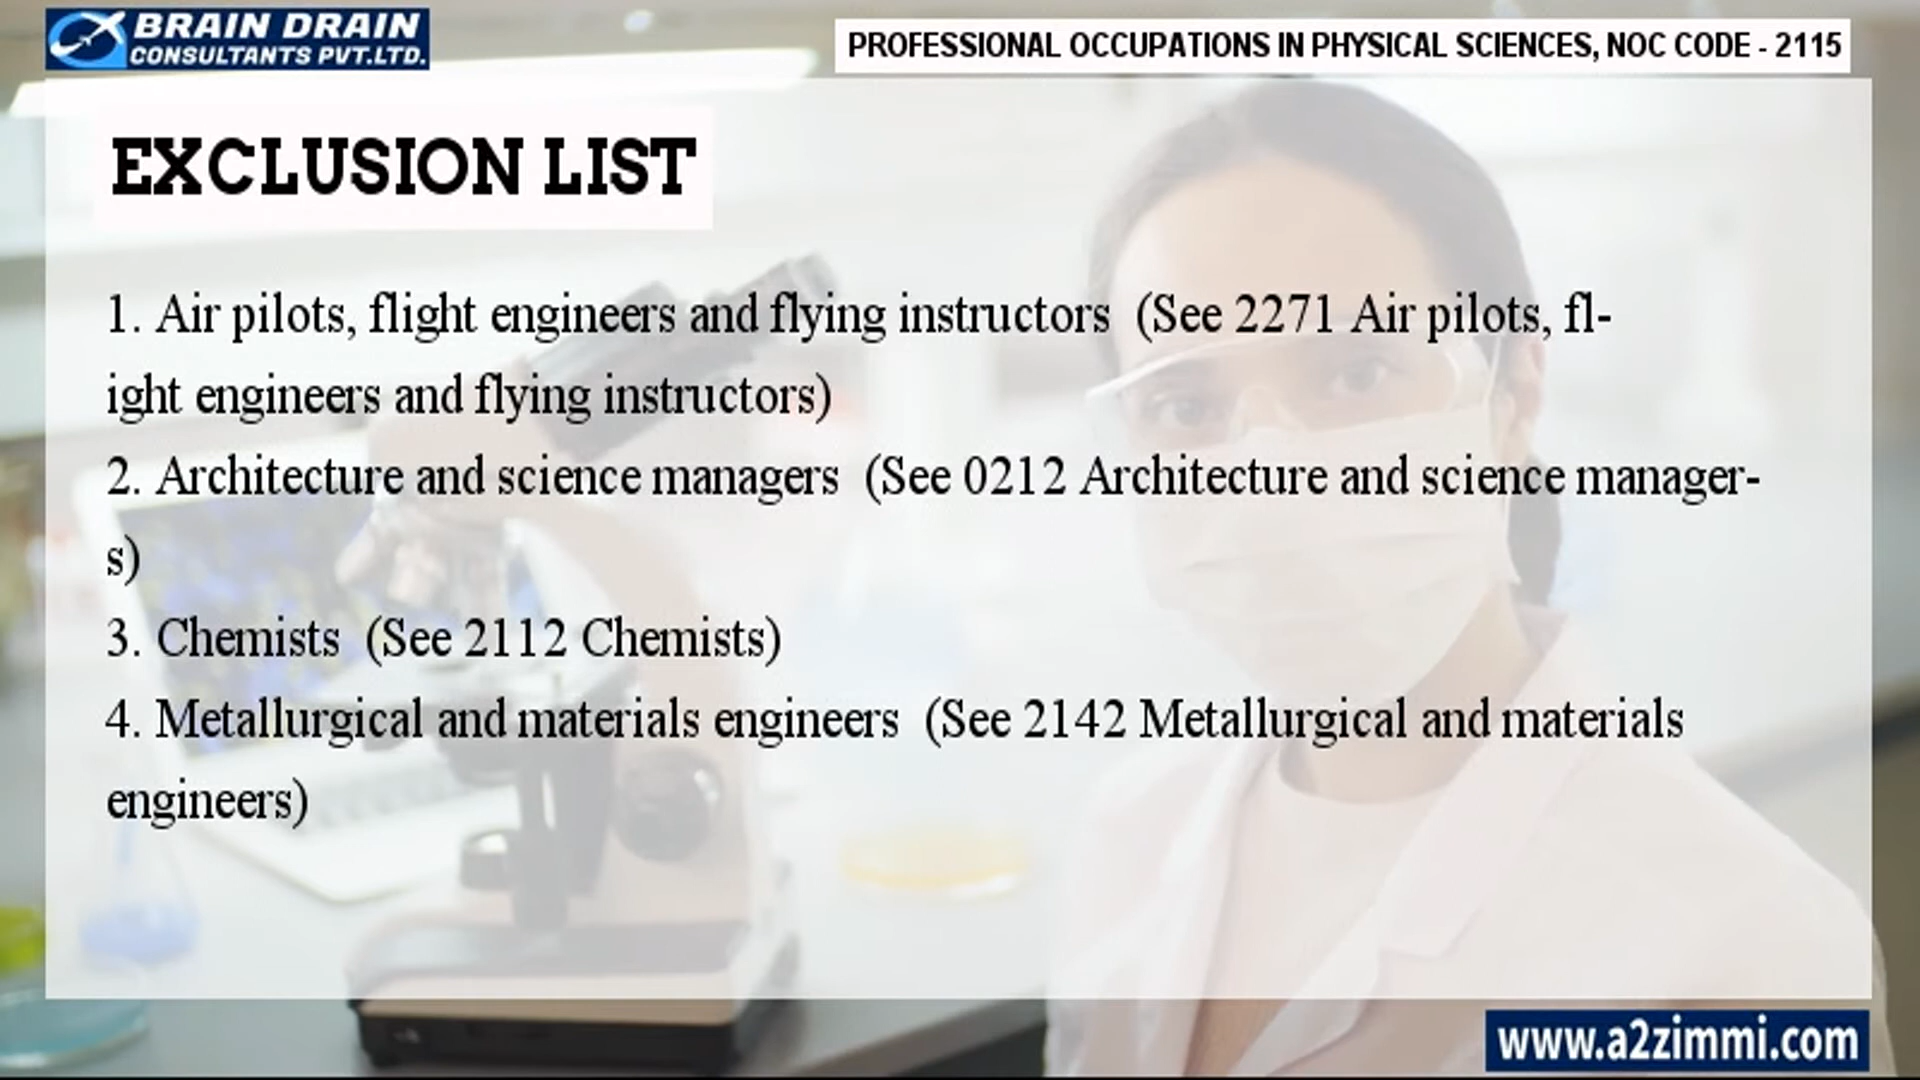 BRAIN DRAIN
CONSULTANTS PVT.LTD.
PROFESSIONAL OCCUPATIONS IN PHYSICAL SCIENCES, NOC CODE - 2115
EXCLUSION LIST
1. Air pilots, flight engineers and flying instructors  (See 2271 Air pilots, fl-
ight engineers and flying instructors)
2. Architecture and science managers  (See 0212 Architecture and science manager-
s)
3. Chemists  (See 2112 Chemists)
4. Metallurgical and materials engineers  (See 2142 Metallurgical and materials
engineers)
www.a2zimmi.com